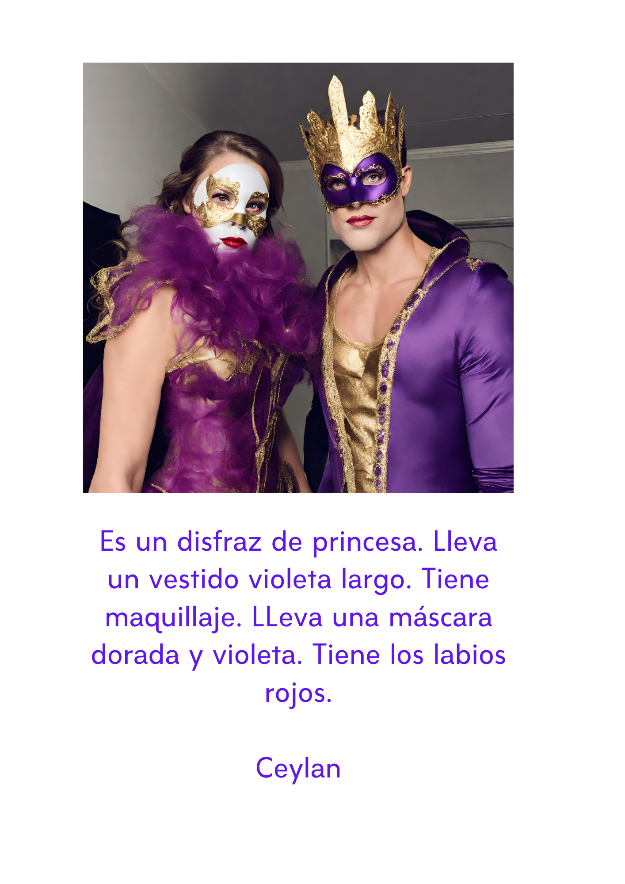 Es un disfraz de princesa. Lleva
un vestido violeta largo. Tiene
maquillaje. LLeva una máscara
dorada y violeta. Tiene los labios
rojos.
Ceylan